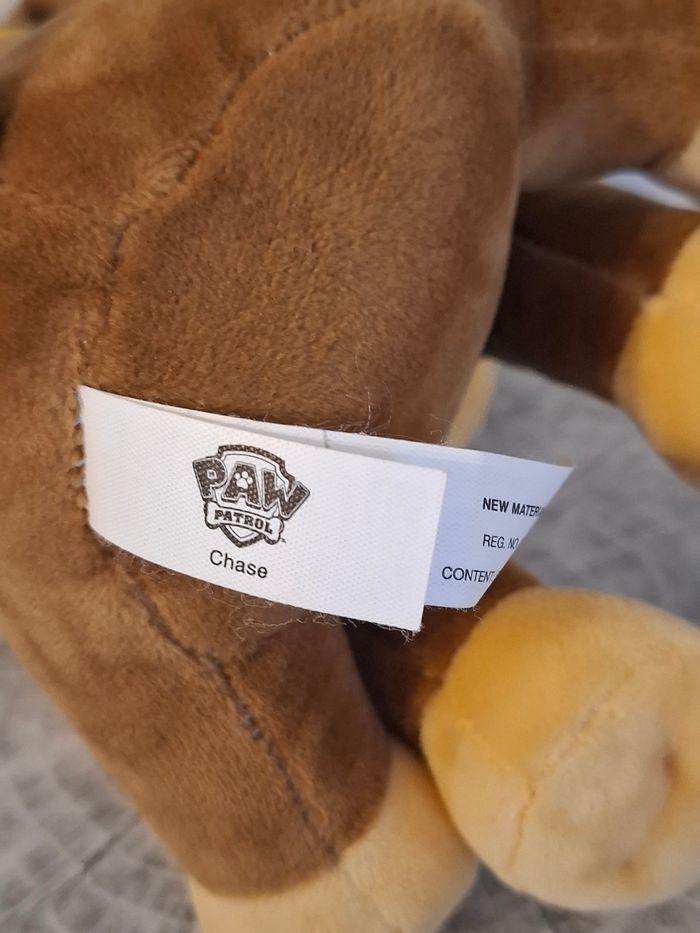 PAW
PATROL
Chase
NEW MATER
REG. NO
CONTENT